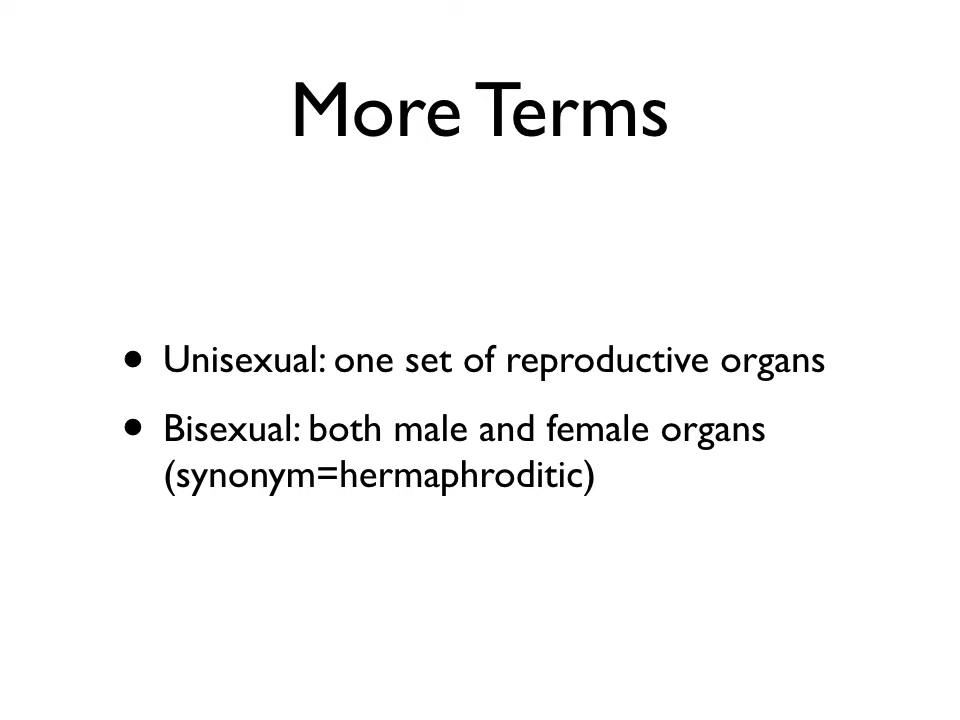 More Terms
• Unisexual: one set of reproductive organs
• Bisexual: both male and female organs
(synonym=hermaphroditic)